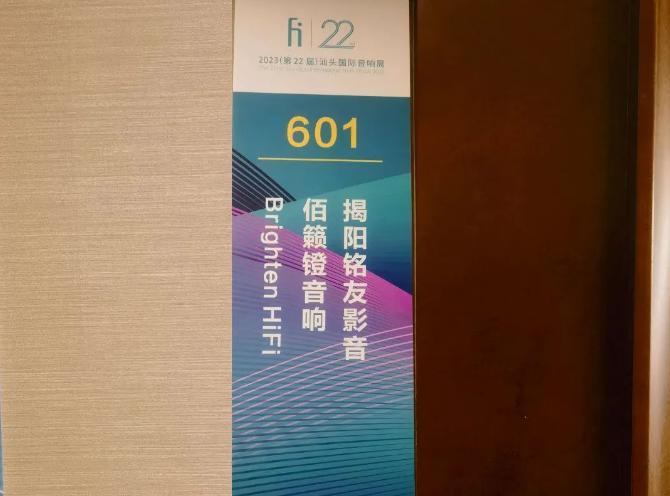 Fi 22nd
2023(第22届)汕头国际音响展
601
揭阳铭友影音
佰籁镫音响
Brighten HiFi